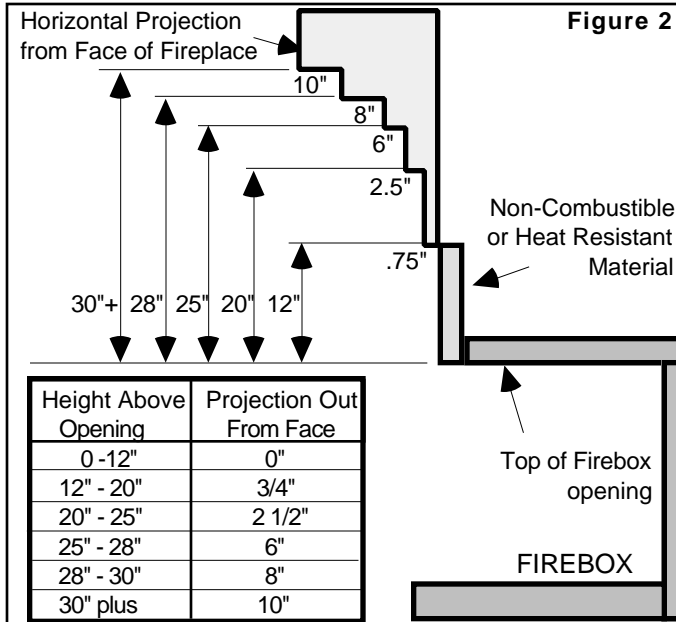 Figure 2
Horizontal Projection
from Face of Fireplace
10"
8"
6"
2.5"
.75"
Non-Combustible
or Heat Resistant
Material
30"+ 28" 25" 20" 12"
Height Above Projection Out
Opening From Face
0 -12" 0"
12" - 20" 3/4"
20" - 25" 2 1/2"
25" - 28" 6"
28" - 30" 8"
30" plus 10"
Top of Firebox
opening
FIREBOX